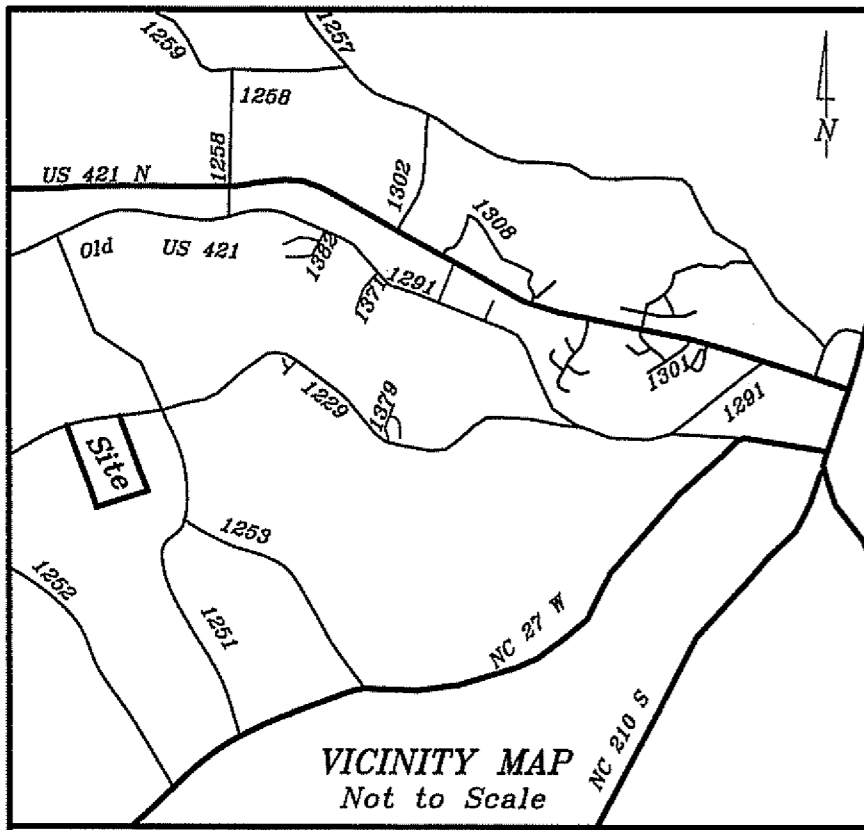 1259
1257
1258
1258
N
US 421 N
1302
1308
Old US 421
1382
1371
1291
1301
1291
1229
1379
Site
1253
1252
1251
NC 27 W
NC 210 S
VICINITY MAP
Not to Scale